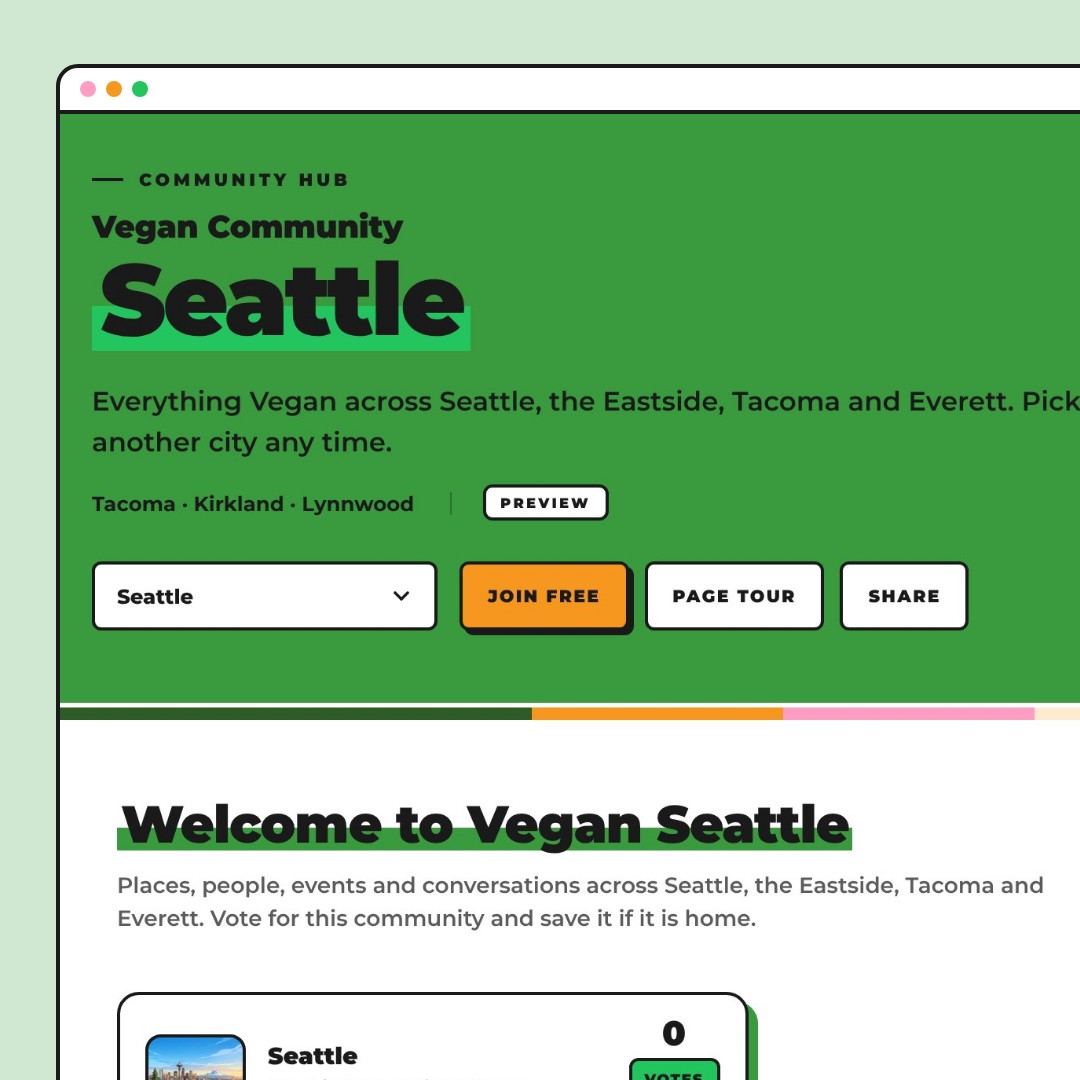 COMMUNITY HUB
Vegan Community
Seattle
Everything Vegan across Seattle, the Eastside, Tacoma and Everett. Pick
another city any time.
Tacoma · Kirkland · Lynnwood
PREVIEW
Seattle
JOIN FREE
PAGE TOUR
SHARE
Welcome to Vegan Seattle
Places, people, events and conversations across Seattle, the Eastside, Tacoma and
Everett. Vote for this community and save it if it is home.
0
Seattle
VOTES